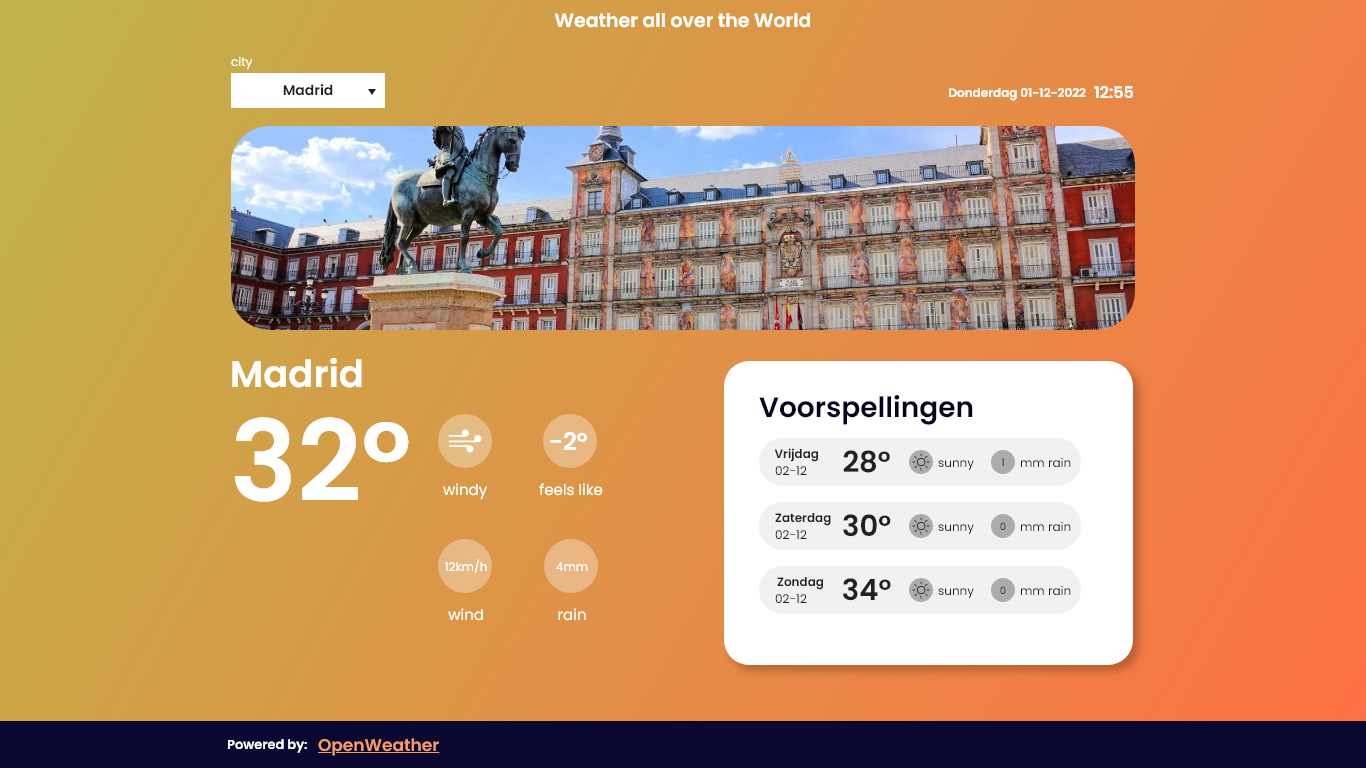 Weather all over the World
city
Madrid
Donderdag 01-12-2022 12:55
Madrid
32°
windy
-2°
feels like
12km/h
wind
4mm
rain
Voorspellingen
Vrijdag
02-12
28°
sunny
1
mm rain
Zaterdag
02-12
30°
sunny
0
mm rain
Zondag
02-12
34°
sunny
0
mm rain
Powered by: OpenWeather